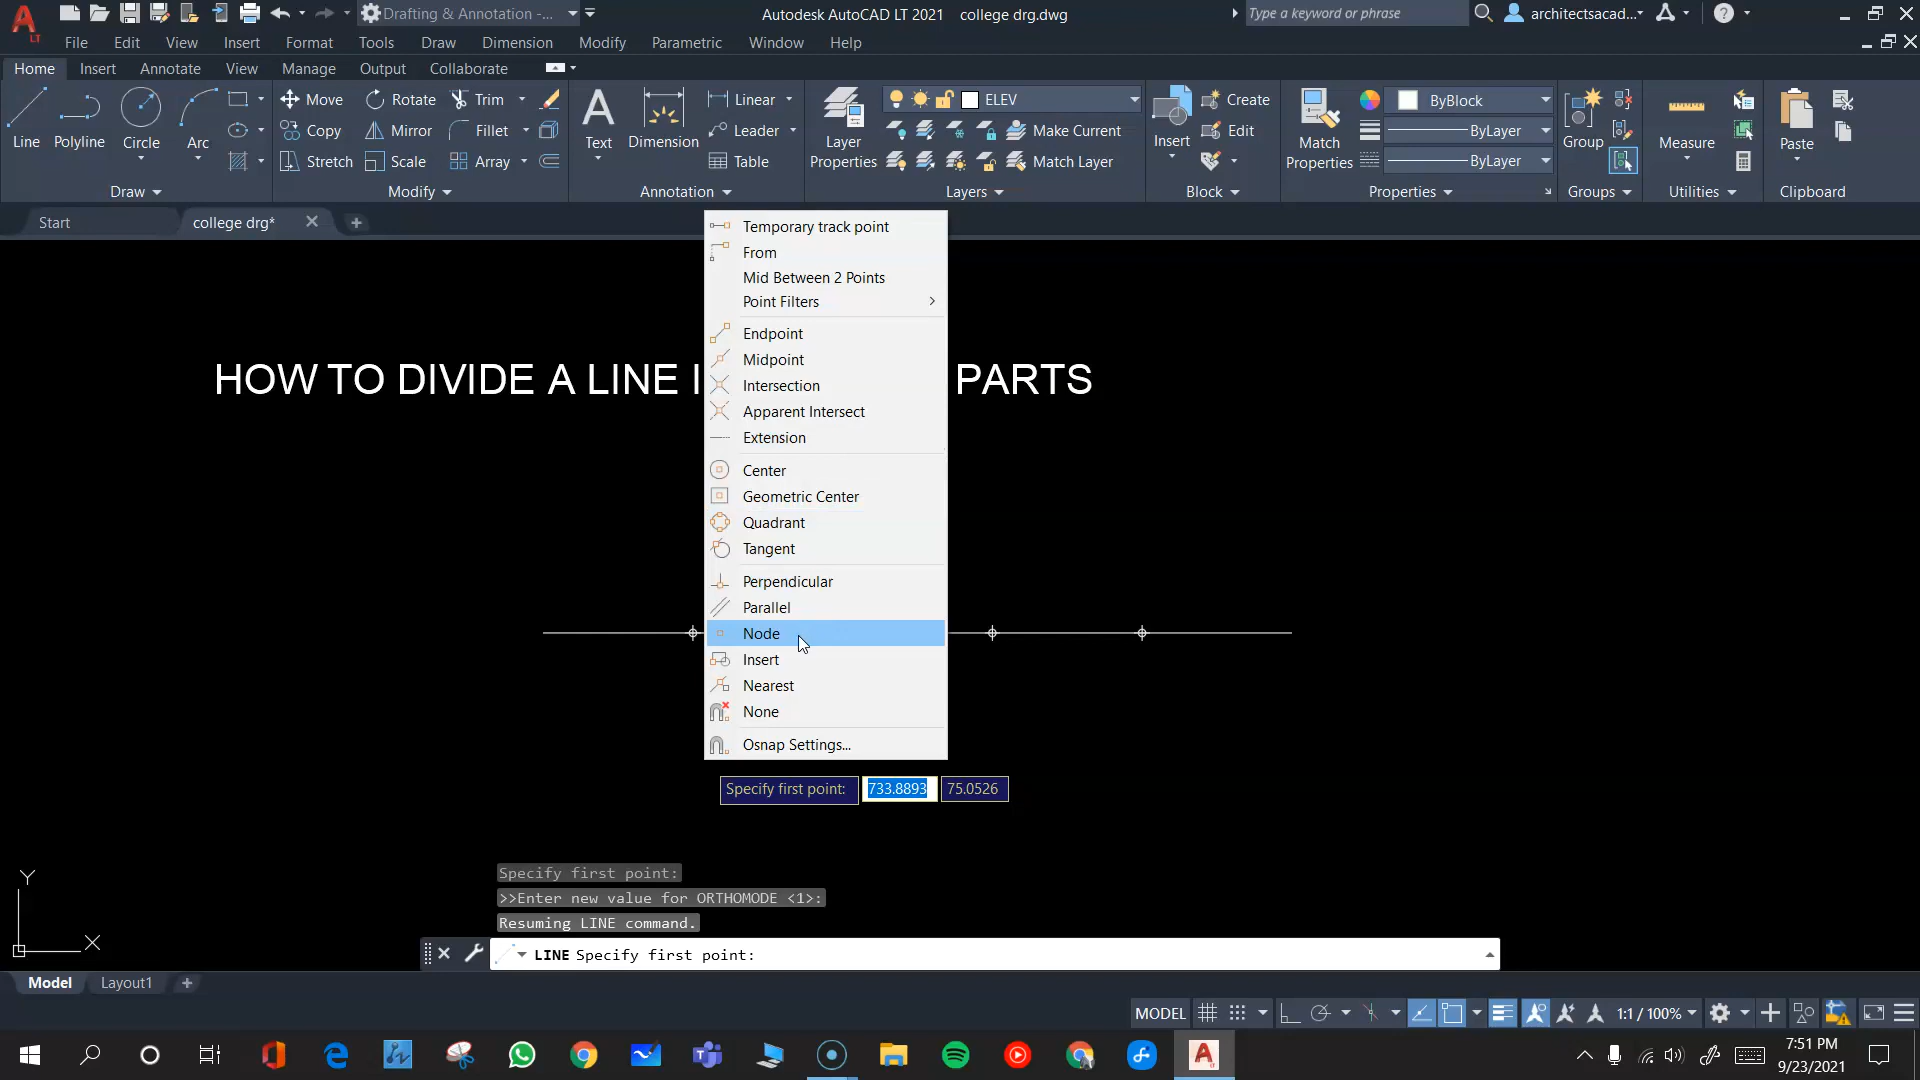 Drafting & Annotation -...
Autodesk AutoCAD LT 2021 college drg.dwg
Type a keyword or phrase
architectsacad...
LT
File Edit View Insert Format Tools Draw Dimension Modify Parametric Window Help
Home Insert Annotate View Manage Output Collaborate
Move Rotate Trim Linear ELEV Create ByBlock
Copy Mirror Fillet Leader Make Current Edit ByLayer
Line Polyline Circle Arc Text Dimension Insert Group Measure Paste
Stretch Scale Array Table Layer Properties Match Layer Match Properties ByLayer
Draw Modify Annotation Layers Block Properties Groups Utilities Clipboard
Start college drg*
Temporary track point
From
Mid Between 2 Points
Point Filters
Endpoint
Midpoint
HOW TO DIVIDE A LINE I PARTS
Intersection
Apparent Intersect
Extension
Center
Geometric Center
Quadrant
Tangent
Perpendicular
Parallel
Node
Insert
Nearest
None
Osnap Settings...
Specify first point: 733.8893 75.0526
Y
X
Specify first point:
>>Enter new value for ORTHOMODE <1>:
Resuming LINE command.
LINE Specify first point:
Model Layout1
MODEL 1:1 / 100%
7:51 PM
9/23/2021